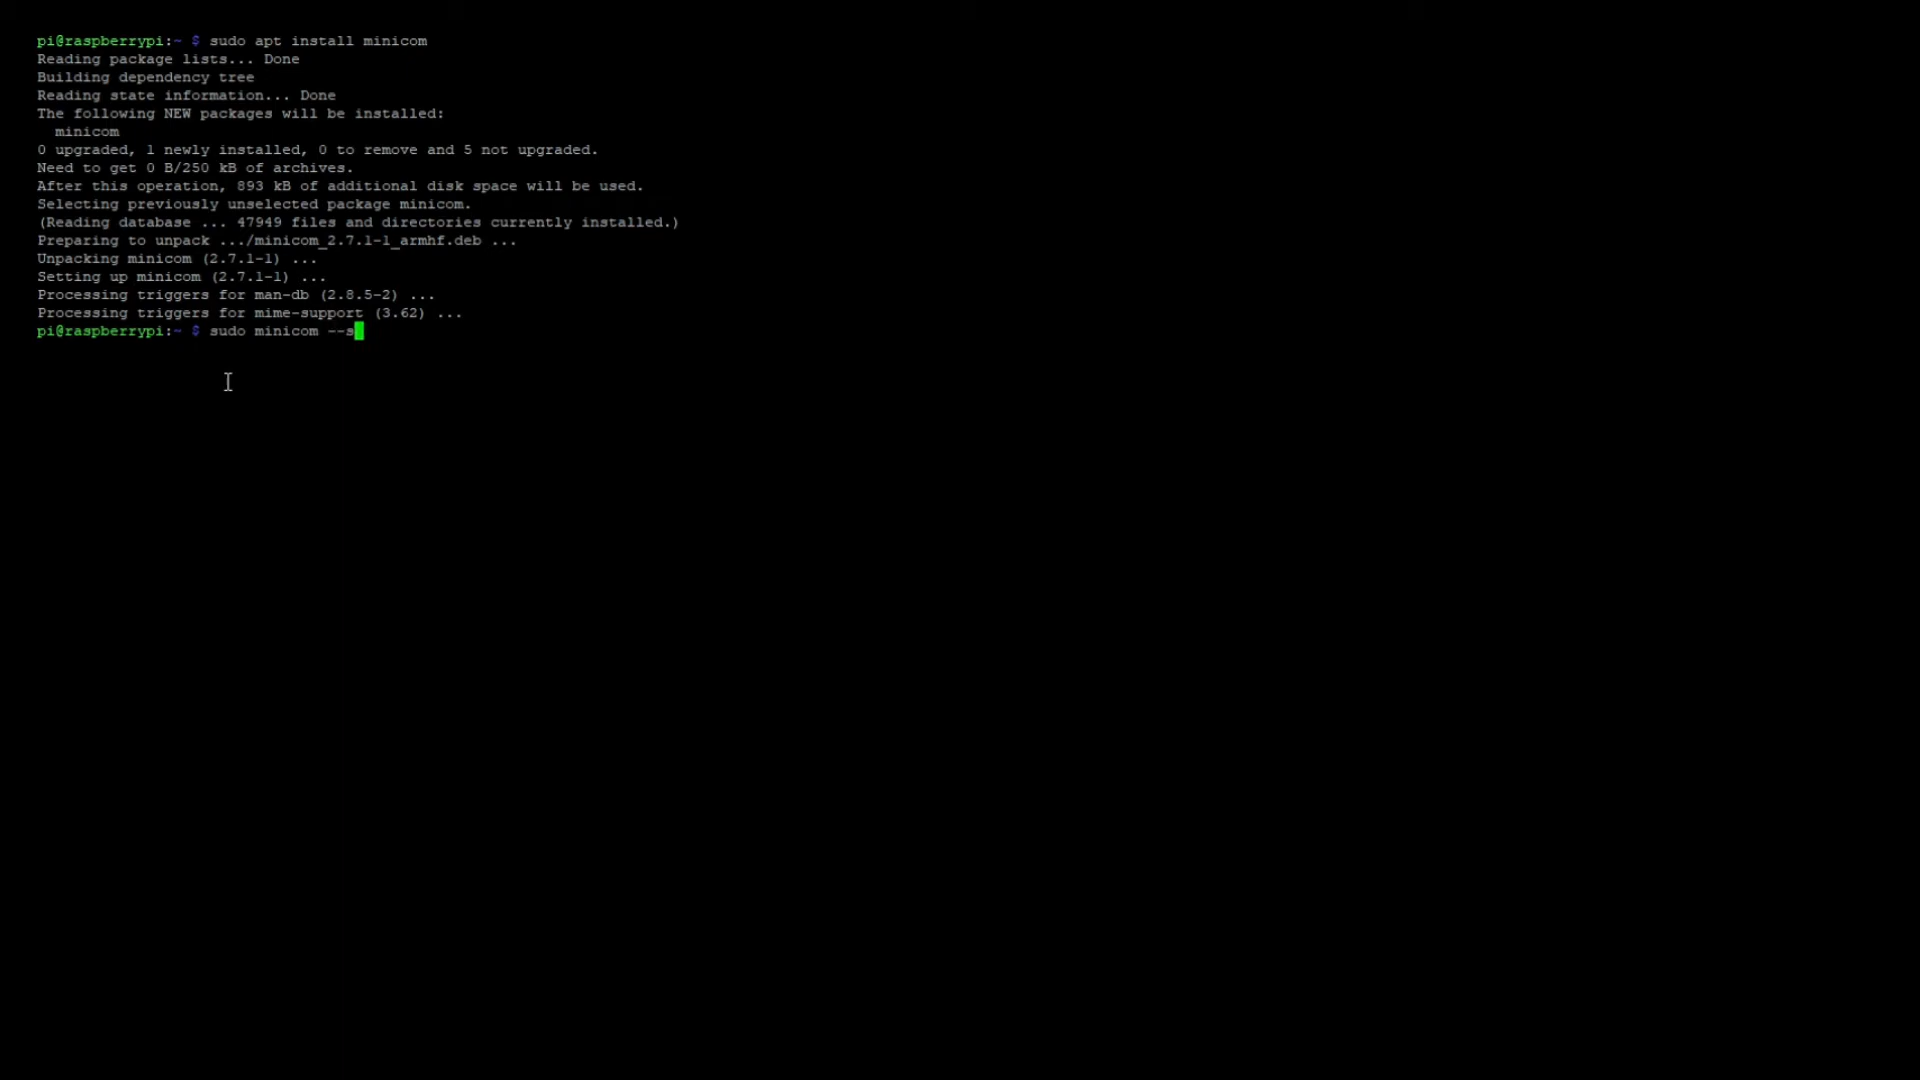 pi@raspberrypi:~ $ sudo apt install minicom
Reading package lists... Done
Building dependency tree
Reading state information... Done
The following NEW packages will be installed:
  minicom
0 upgraded, 1 newly installed, 0 to remove and 5 not upgraded.
Need to get 0 B/250 kB of archives.
After this operation, 893 kB of additional disk space will be used.
Selecting previously unselected package minicom.
(Reading database ... 47949 files and directories currently installed.)
Preparing to unpack .../minicom_2.7.1-1_armhf.deb ...
Unpacking minicom (2.7.1-1) ...
Setting up minicom (2.7.1-1) ...
Processing triggers for man-db (2.8.5-2) ...
Processing triggers for mime-support (3.62) ...
pi@raspberrypi:~ $ sudo minicom --s